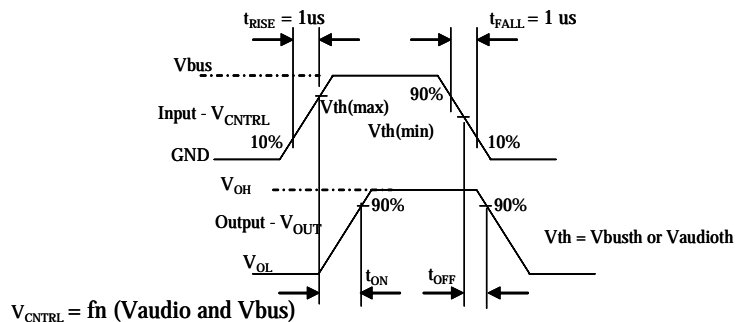 tRISE = 1us
tFALL = 1 us
Vbus
90%
Vth(max)
Input - VCNTRL
Vth(min)
10%
10%
GND
VOH
90%
90%
Output - VOUT
Vth = Vbusth or Vaudioth
VOL
tON
tOFF
VCNTRL = fn (Vaudio and Vbus)